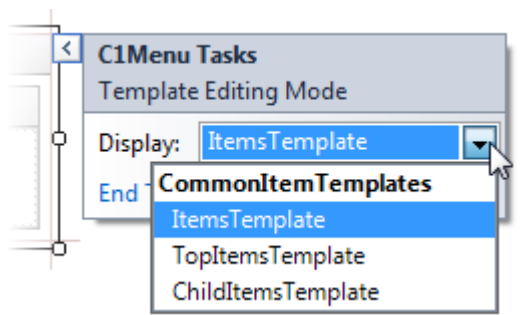 C1Menu Tasks
Template Editing Mode
Display: ItemsTemplate
End
CommonItemTemplates
ItemsTemplate
TopItemsTemplate
ChildItemsTemplate